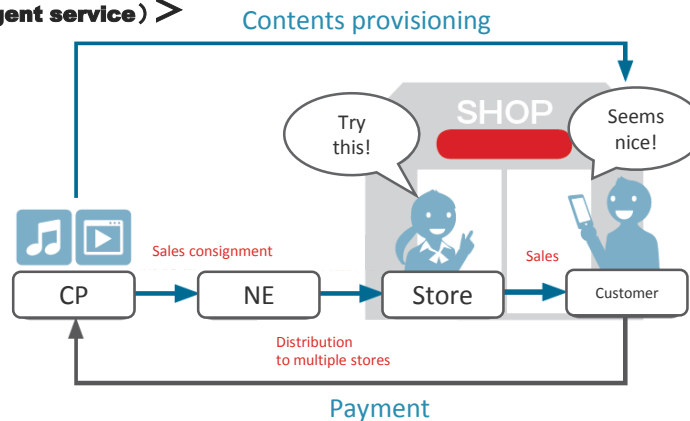 gent service）＞
Contents provisioning
SHOP
Try
this!
Seems
nice!
Sales consignment
Sales
CP
NE
Store
Customer
Distribution
to multiple stores
Payment